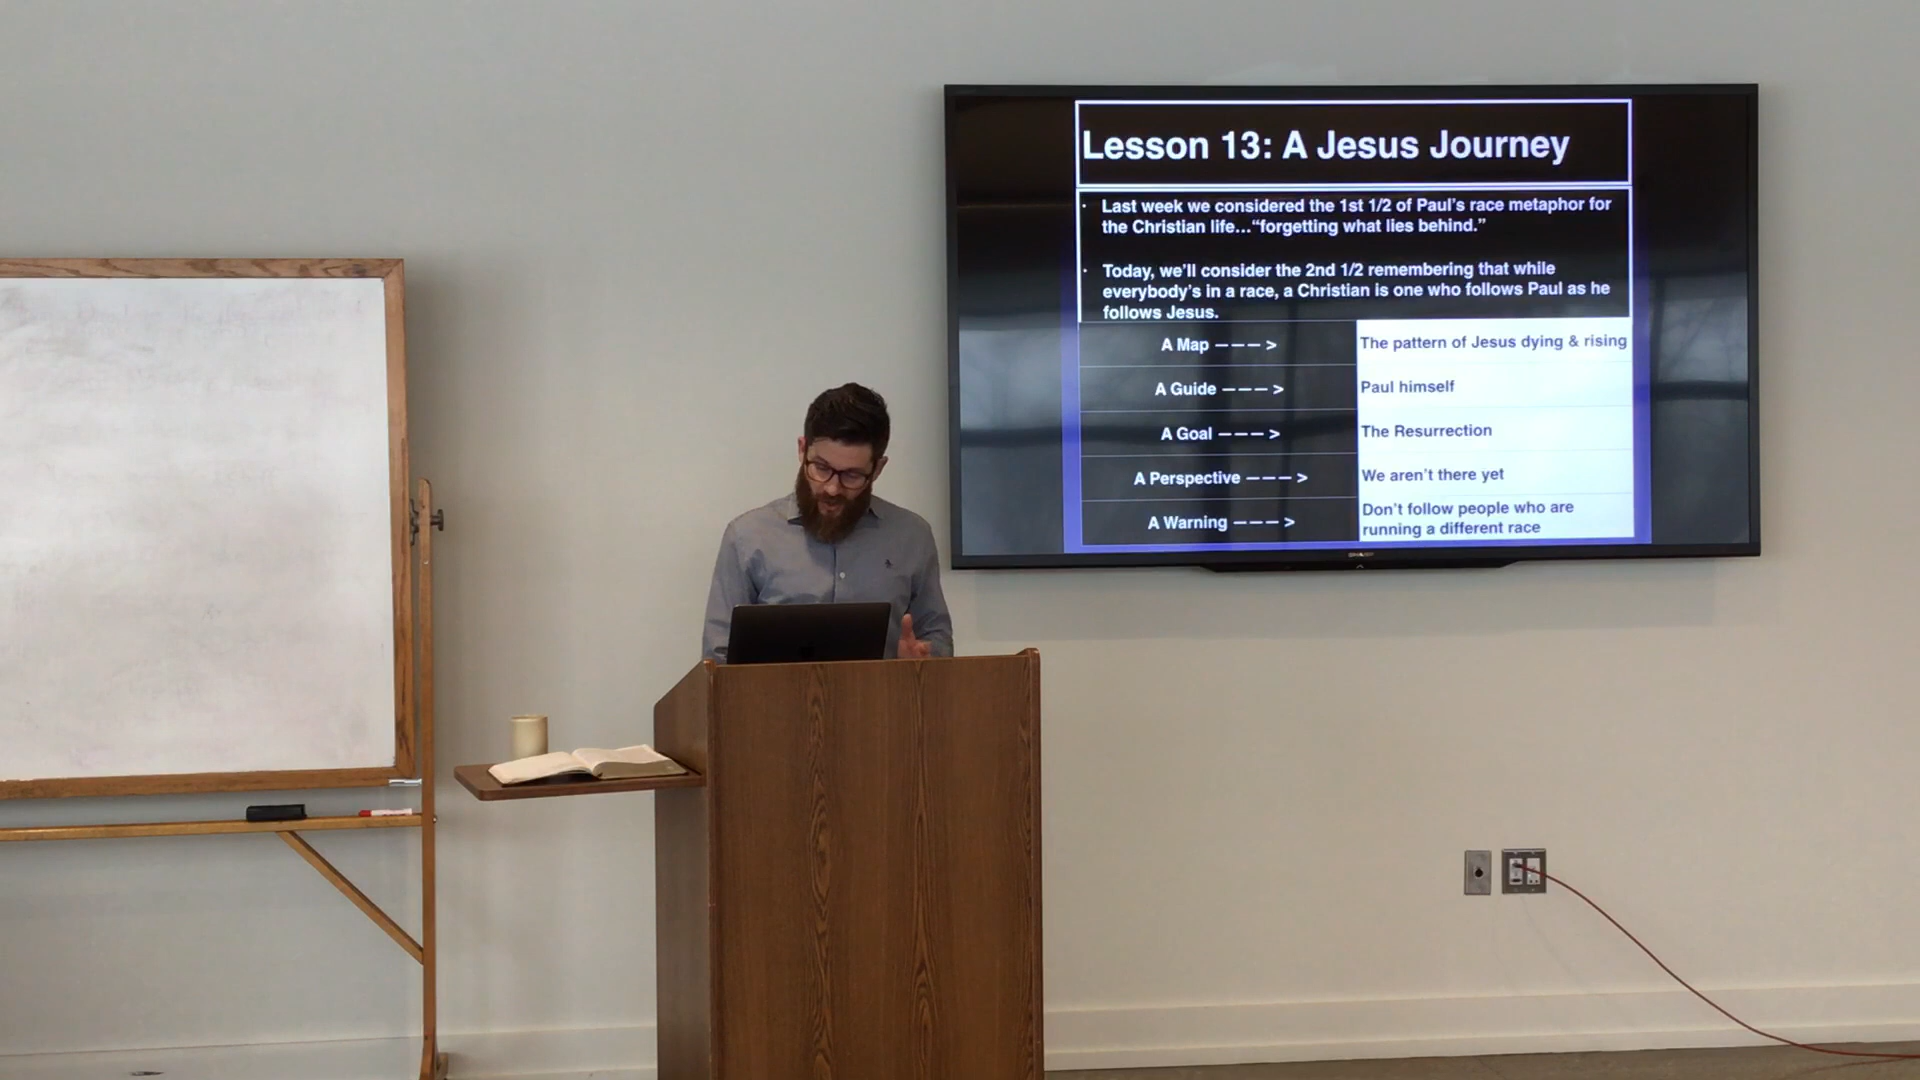 Lesson 13: A Jesus Journey
· Last week we considered the 1st 1/2 of Paul's race metaphor for
the Christian life…“forgetting what lies behind.”
· Today, we'll consider the 2nd 1/2 remembering that while
everybody's in a race, a Christian is one who follows Paul as he
follows Jesus.
A Map — — — > The pattern of Jesus dying & rising
A Guide — — — > Paul himself
A Goal — — — > The Resurrection
A Perspective — — — > We aren't there yet
A Warning — — — > Don't follow people who are
running a different race
SHARP